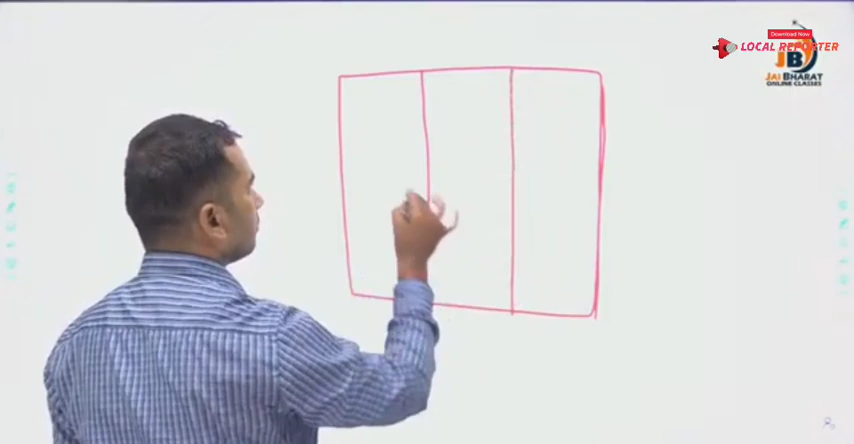 Download Now
LOCAL REPORTER
JB
JAI BHARAT
ONLINE CLASSES